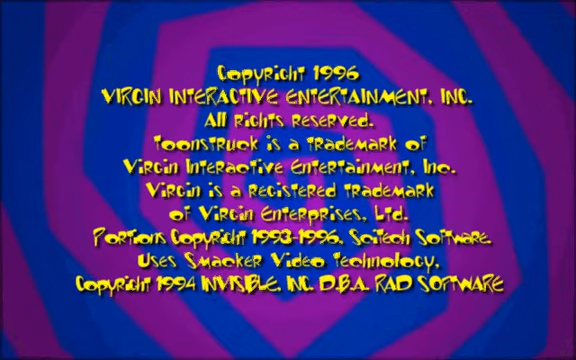 Copyright 1996
VIRGIN INTERACTIVE ENTERTAINMENT, INC.
All rights reserved.
Toonstruck is a trademark of
Virgin Interactive Entertainment, Inc.
Virgin is a registered trademark
of Virgin Enterprises, Ltd.
Portions Copyright 1993-1996, SciTech Software.
Uses Smacker Video Technology,
Copyright 1994 INVISIBLE, INC. D.B.A. RAD SOFTWARE